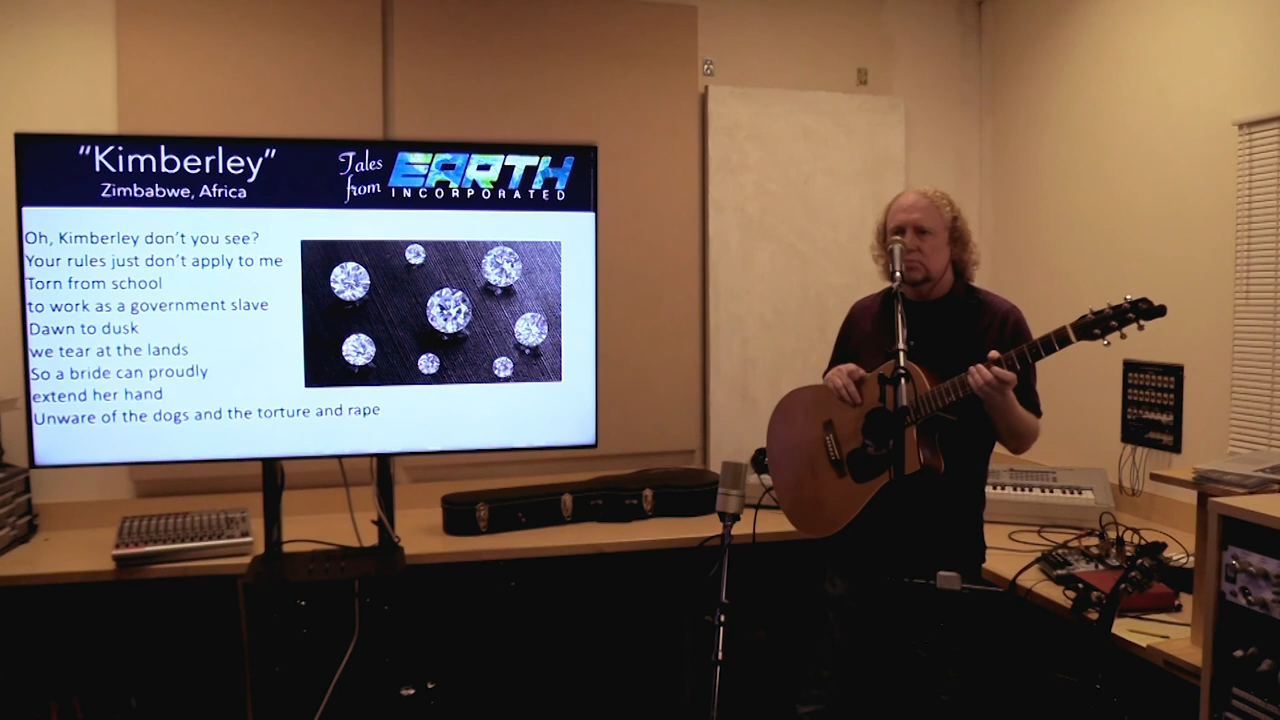 "Kimberley"
Zimbabwe, Africa
Tales
from
EARTH
INCORPORATED
Oh, Kimberley don't you see?
Your rules just don't apply to me
Torn from school
to work as a government slave
Dawn to dusk
we tear at the lands
So a bride can proudly
extend her hand
Unware of the dogs and the torture and rape